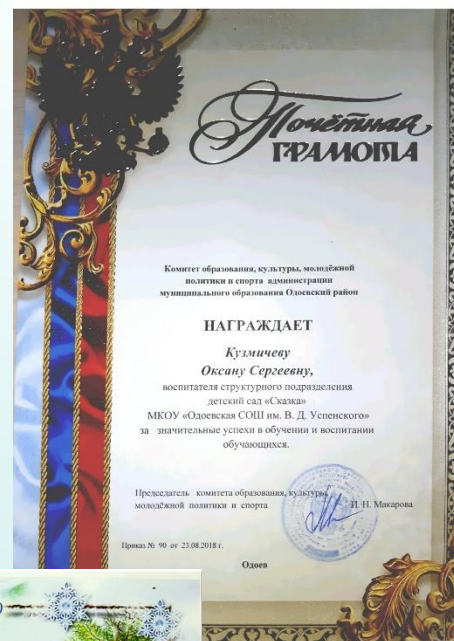 Почётная
ГРАМОТА
Комитет образования, культуры, молодёжной
политики и спорта администрации
муниципального образования Одоевский район
НАГРАЖДАЕТ
Кузмичеву
Оксану Сергеевну,
воспитателя структурного подразделения
детский сад «Сказка»
МКОУ «Одоевская СОШ им. В. Д. Успенского»
за значительные успехи в обучении и воспитании
обучающихся.
Председатель комитета образования, культуры,
молодёжной политики и спорта И. Н. Макарова
Приказ № 90 от 23.08.2018 г.
Одоев